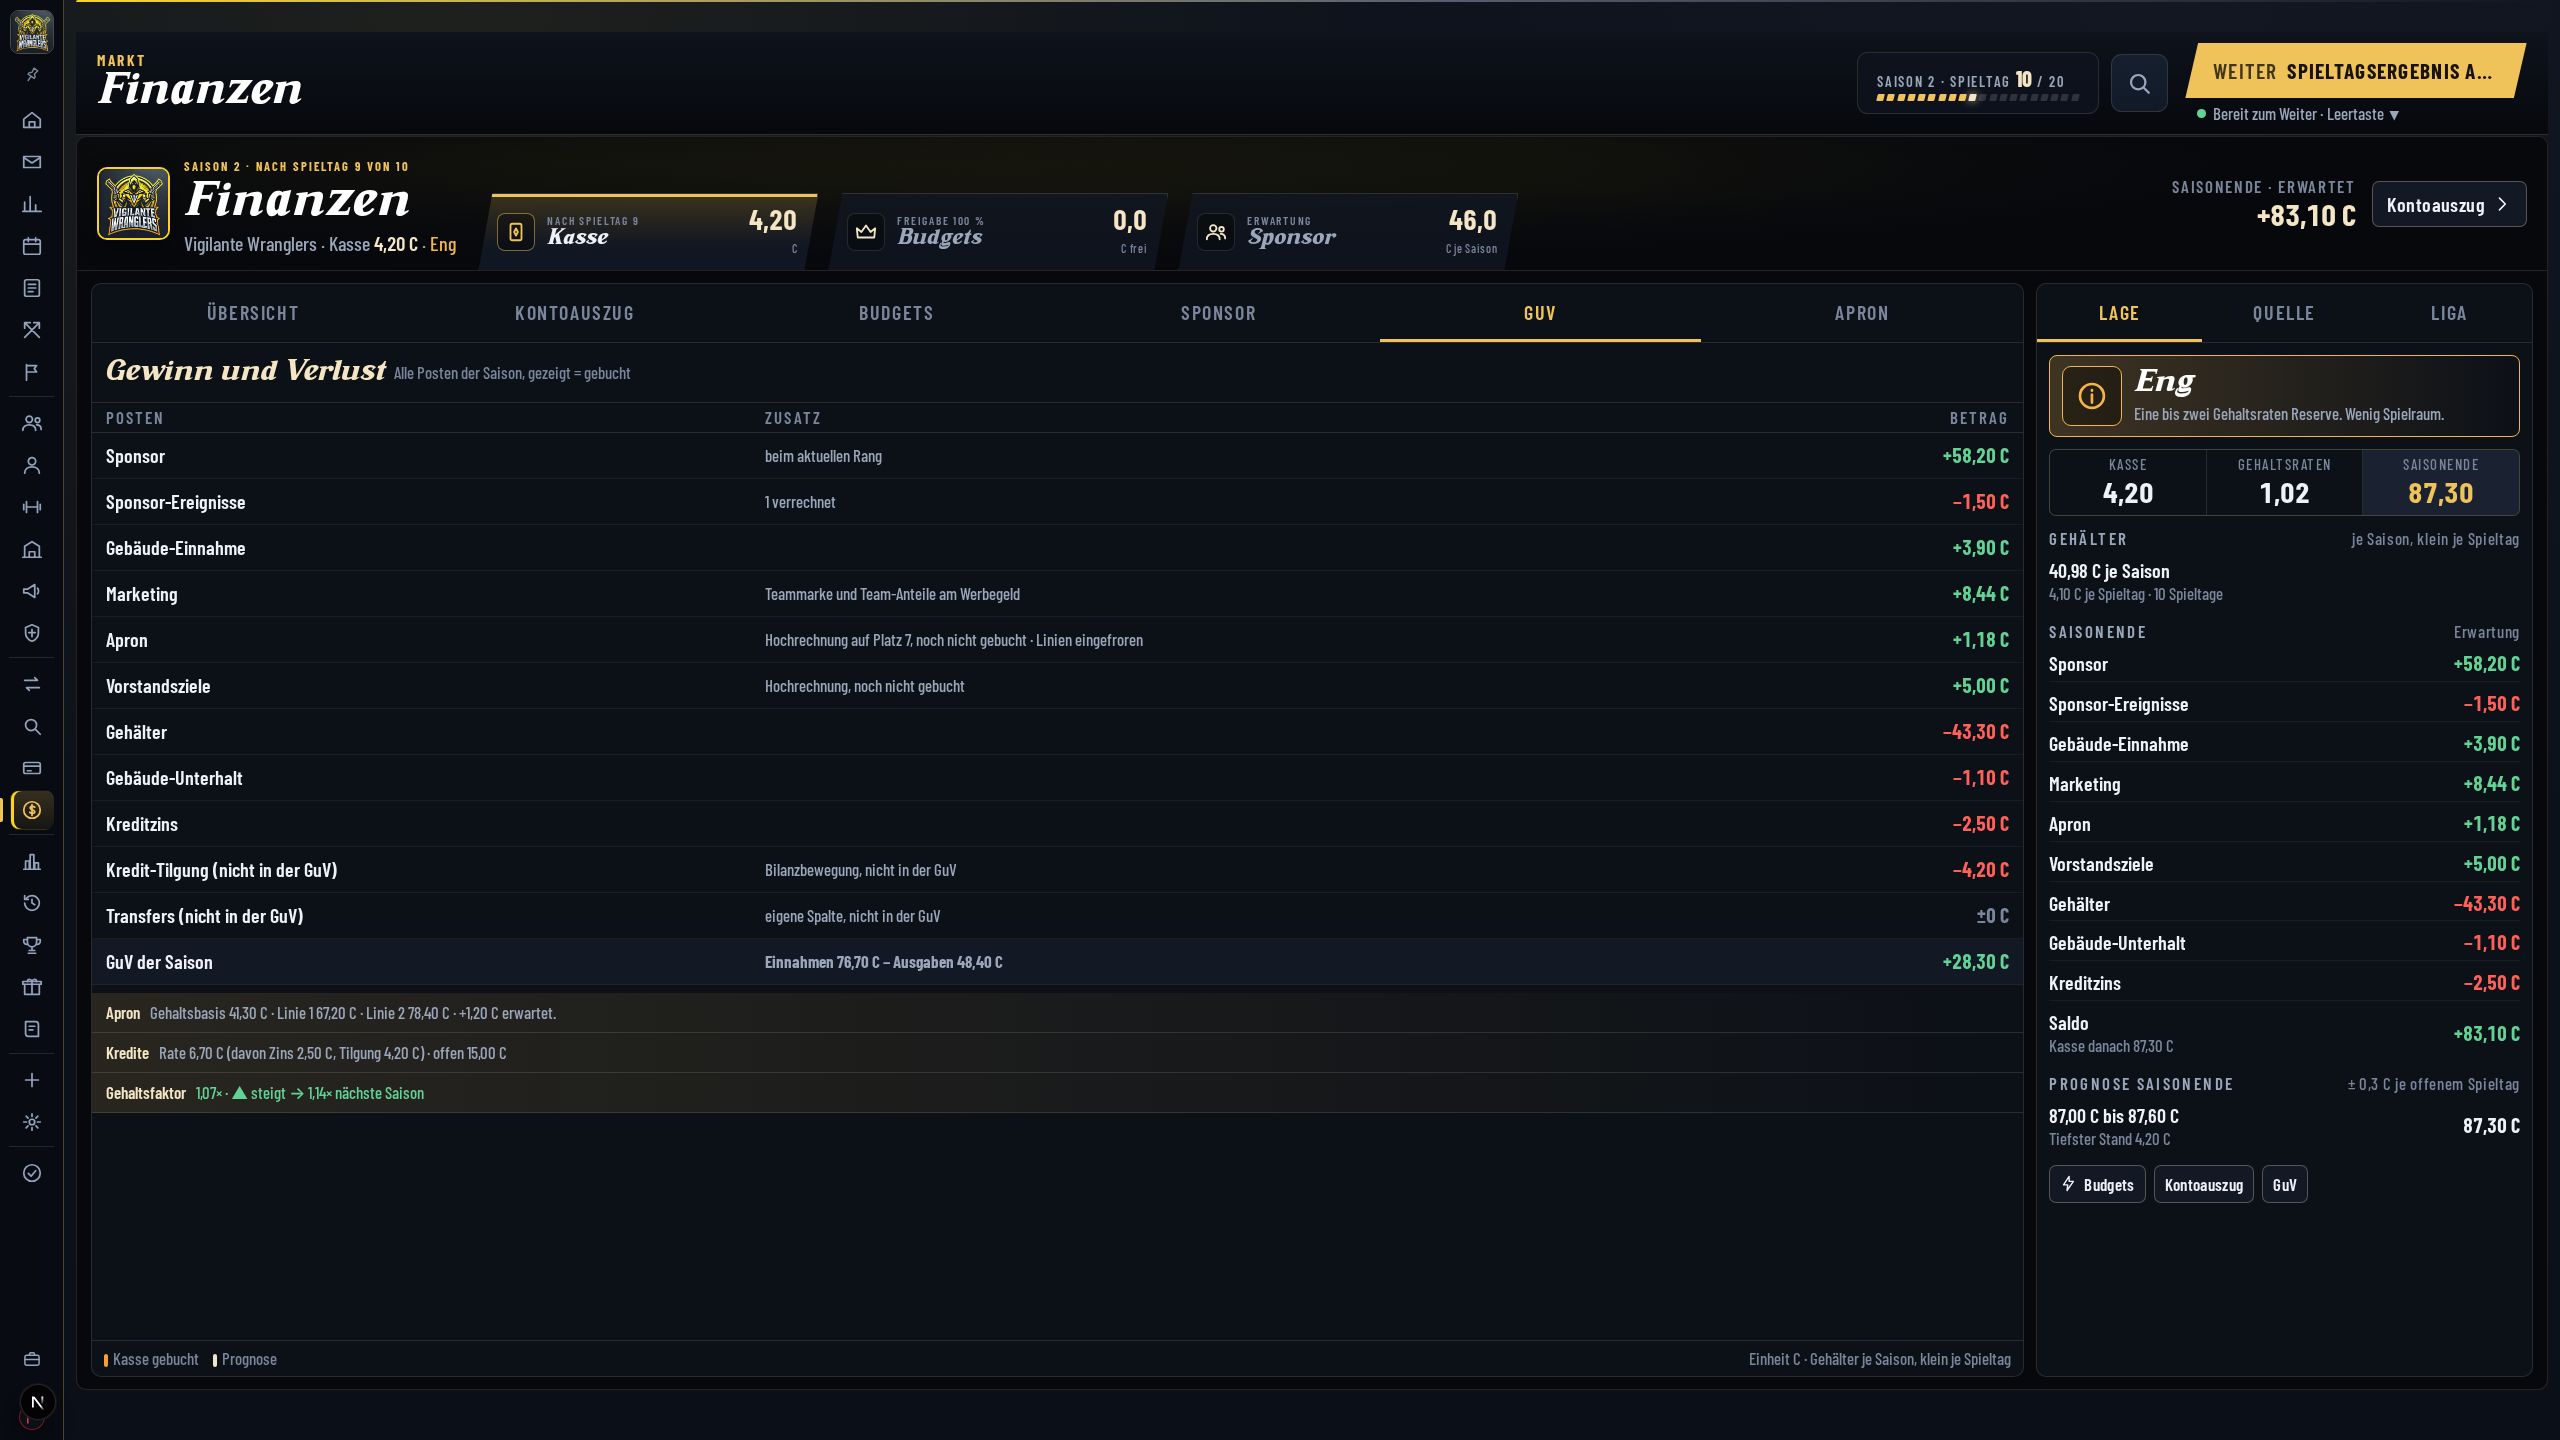 MARKT
Finanzen
SAISON 2 · SPIELTAG 10 / 20
WEITER SPIELTAGSERGEBNIS A...
Bereit zum Weiter · Leertaste ▼
VIGILANTE WRANGLERS
SAISON 2 · NACH SPIELTAG 9 VON 10
Finanzen
Vigilante Wranglers · Kasse 4,20 C · Eng
NACH SPIELTAG 9
Kasse
4,20
C
FREIGABE 100 %
Budgets
0,0
C frei
ERWARTUNG
Sponsor
46,0
C je Saison
SAISONENDE · ERWARTET
+83,10 C
Kontoauszug
ÜBERSICHT KONTOAUSZUG BUDGETS SPONSOR GUV APRON
Gewinn und Verlust Alle Posten der Saison, gezeigt = gebucht
POSTEN ZUSATZ BETRAG
Sponsor beim aktuellen Rang +58,20 C
Sponsor-Ereignisse 1 verrechnet −1,50 C
Gebäude-Einnahme +3,90 C
Marketing Teammarke und Team-Anteile am Werbegeld +8,44 C
Apron Hochrechnung auf Platz 7, noch nicht gebucht · Linien eingefroren +1,18 C
Vorstandsziele Hochrechnung, noch nicht gebucht +5,00 C
Gehälter −43,30 C
Gebäude-Unterhalt −1,10 C
Kreditzins −2,50 C
Kredit-Tilgung (nicht in der GuV) Bilanzbewegung, nicht in der GuV −4,20 C
Transfers (nicht in der GuV) eigene Spalte, nicht in der GuV ±0 C
GuV der Saison Einnahmen 76,70 C − Ausgaben 48,40 C +28,30 C
Apron Gehaltsbasis 41,30 C · Linie 1 67,20 C · Linie 2 78,40 C · +1,20 C erwartet.
Kredite Rate 6,70 C (davon Zins 2,50 C, Tilgung 4,20 C) · offen 15,00 C
Gehaltsfaktor 1,07× · ▲ steigt → 1,14× nächste Saison
Kasse gebucht Prognose
Einheit C · Gehälter je Saison, klein je Spieltag
LAGE QUELLE LIGA
Eng
Eine bis zwei Gehaltsraten Reserve. Wenig Spielraum.
KASSE GEHALTSRATEN SAISONENDE
4,20 1,02 87,30
GEHÄLTER je Saison, klein je Spieltag
40,98 C je Saison
4,10 C je Spieltag · 10 Spieltage
SAISONENDE Erwartung
Sponsor +58,20 C
Sponsor-Ereignisse −1,50 C
Gebäude-Einnahme +3,90 C
Marketing +8,44 C
Apron +1,18 C
Vorstandsziele +5,00 C
Gehälter −43,30 C
Gebäude-Unterhalt −1,10 C
Kreditzins −2,50 C
Saldo +83,10 C
Kasse danach 87,30 C
PROGNOSE SAISONENDE ± 0,3 C je offenem Spieltag
87,00 C bis 87,60 C 87,30 C
Tiefster Stand 4,20 C
Budgets Kontoauszug GuV
N